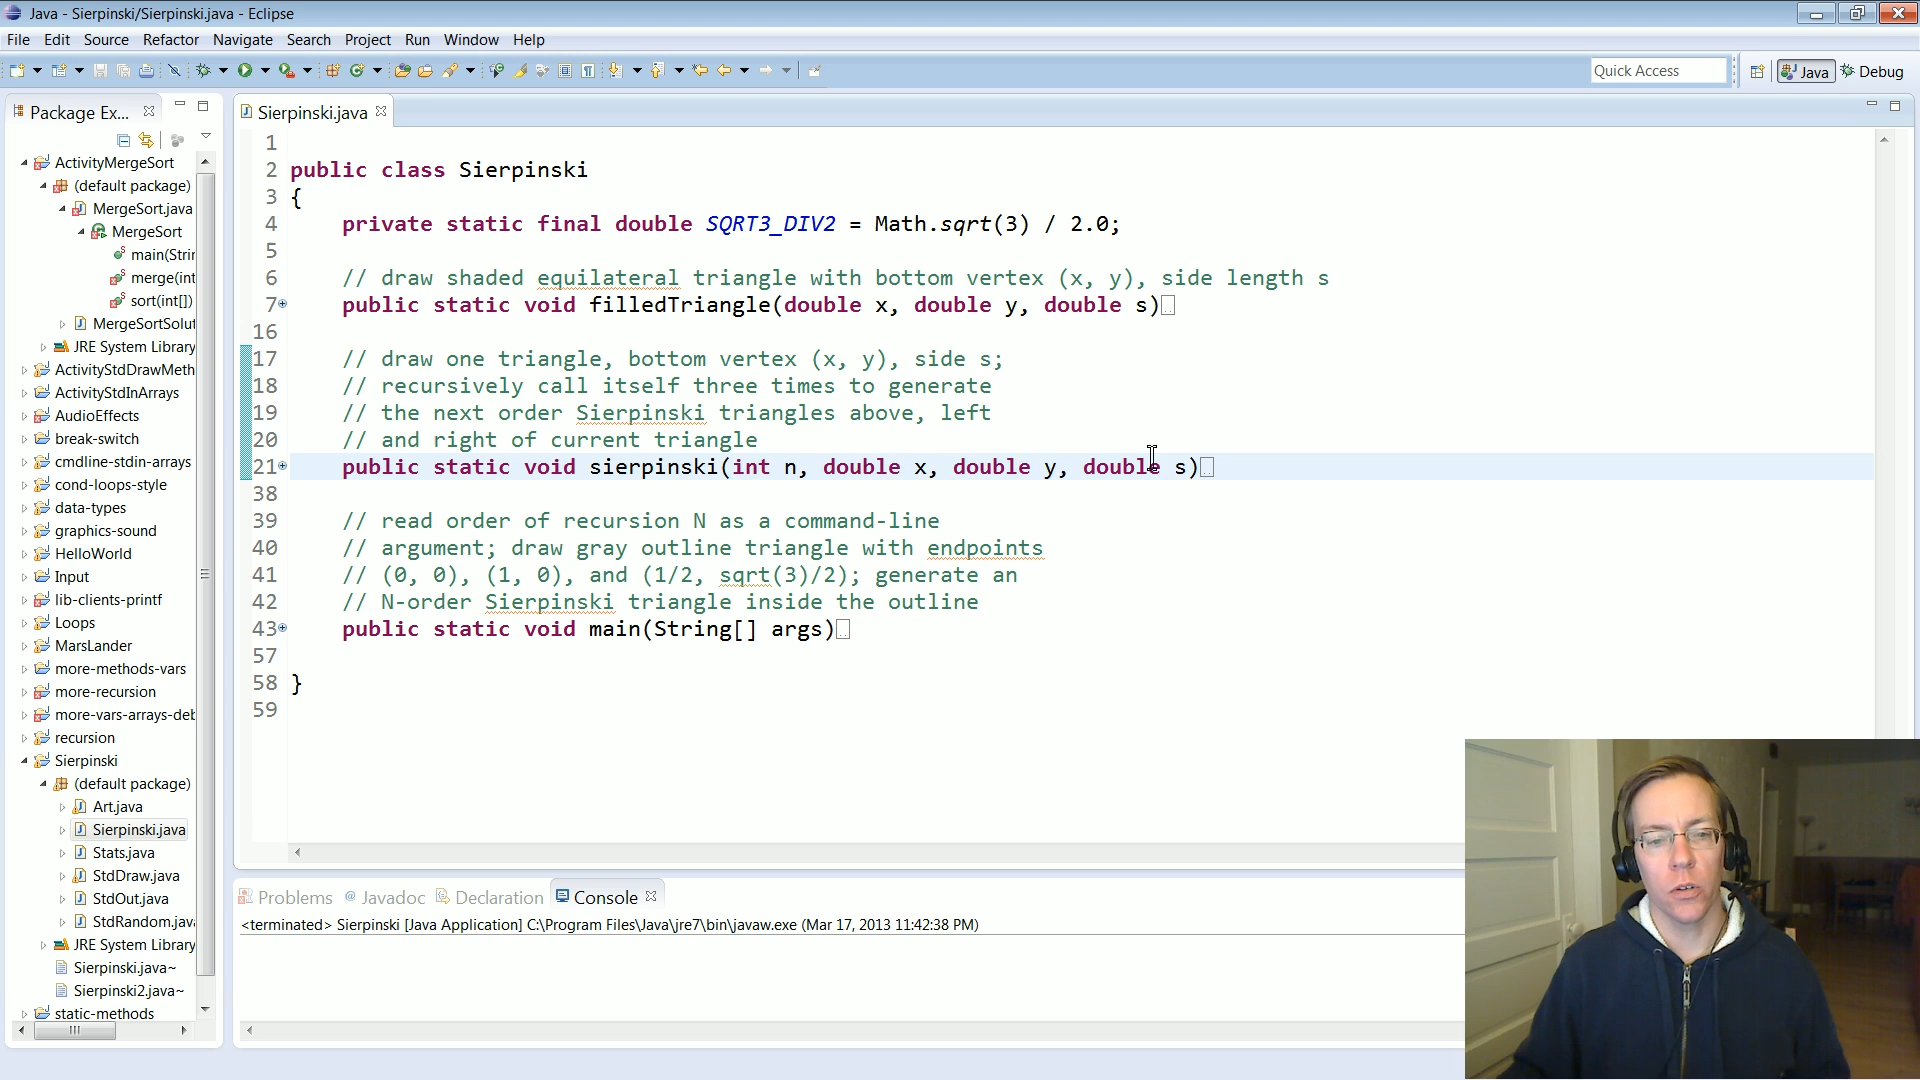 Java - Sierpinski/Sierpinski.java - Eclipse
File Edit Source Refactor Navigate Search Project Run Window Help
Quick Access
Java
Debug
Package Ex...
Sierpinski.java
ActivityMergeSort
(default package)
MergeSort.java
MergeSort
main(Strin
merge(int
sort(int[])
MergeSortSolut
JRE System Library
ActivityStdDrawMeth
ActivityStdInArrays
AudioEffects
break-switch
cmdline-stdin-arrays
cond-loops-style
data-types
graphics-sound
HelloWorld
Input
lib-clients-printf
Loops
MarsLander
more-methods-vars
more-recursion
more-vars-arrays-deb
recursion
Sierpinski
(default package)
Art.java
Sierpinski.java
Stats.java
StdDraw.java
StdOut.java
StdRandom.java
JRE System Library
Sierpinski.java~
Sierpinski2.java~
static-methods
1
2 public class Sierpinski
3 {
4 private static final double SQRT3_DIV2 = Math.sqrt(3) / 2.0;
5
6 // draw shaded equilateral triangle with bottom vertex (x, y), side length s
7 public static void filledTriangle(double x, double y, double s)
16
17 // draw one triangle, bottom vertex (x, y), side s;
18 // recursively call itself three times to generate
19 // the next order Sierpinski triangles above, left
20 // and right of current triangle
21 public static void sierpinski(int n, double x, double y, double s)
38
39 // read order of recursion N as a command-line
40 // argument; draw gray outline triangle with endpoints
41 // (0, 0), (1, 0), and (1/2, sqrt(3)/2); generate an
42 // N-order Sierpinski triangle inside the outline
43 public static void main(String[] args)
57
58 }
59
Problems @ Javadoc Declaration Console
<terminated> Sierpinski [Java Application] C:\Program Files\Java\jre7\bin\javaw.exe (Mar 17, 2013 11:42:38 PM)